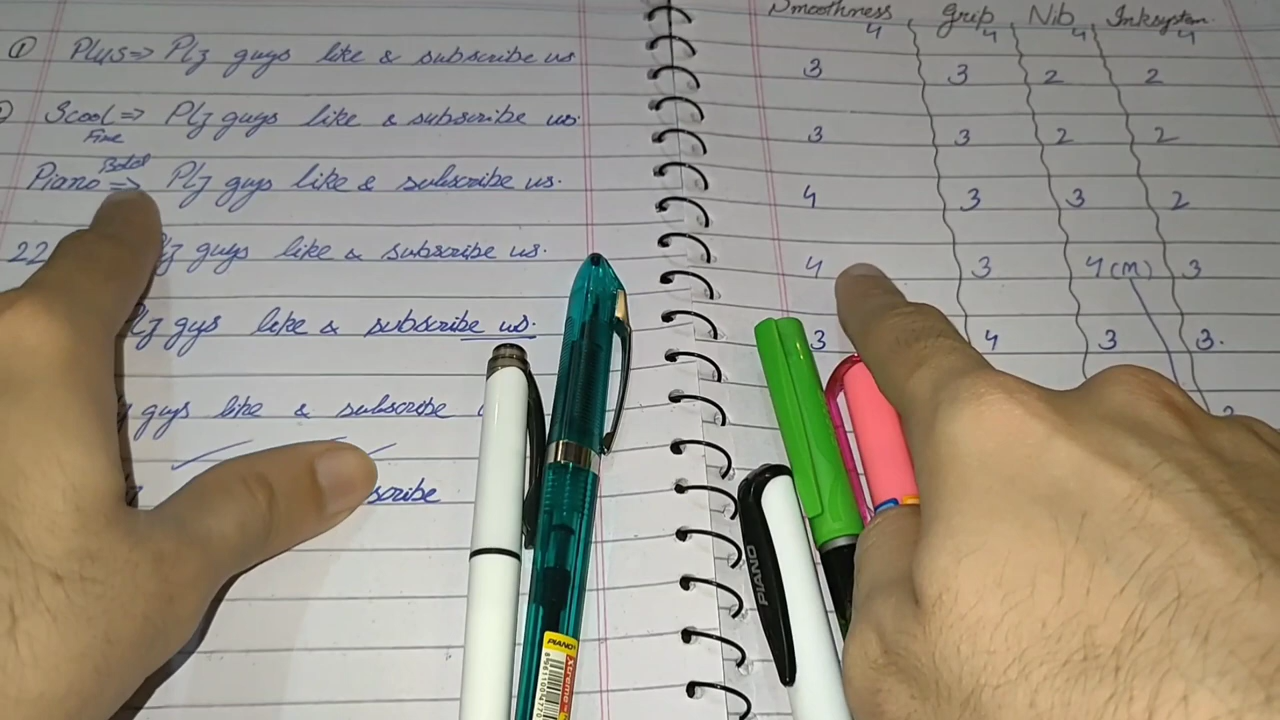 ① Plus => Plz guys like & subscribe us
Scool => Plz guys like & subscribe us.
Fine
Bold
Piano => Plz guys like & subscribe us.
22 Plz guys like & subscribe us.
Plz gys like & subscribe us.
guys like & subscribe
scribe
Smoothness Grip Nib Inksystem
4 4 4 4
3 3 2 2
3 3 2 2
4 3 3 2
4 3 4(M) 3
3 4 3 3.
PIANO
PIANO
Xtreme